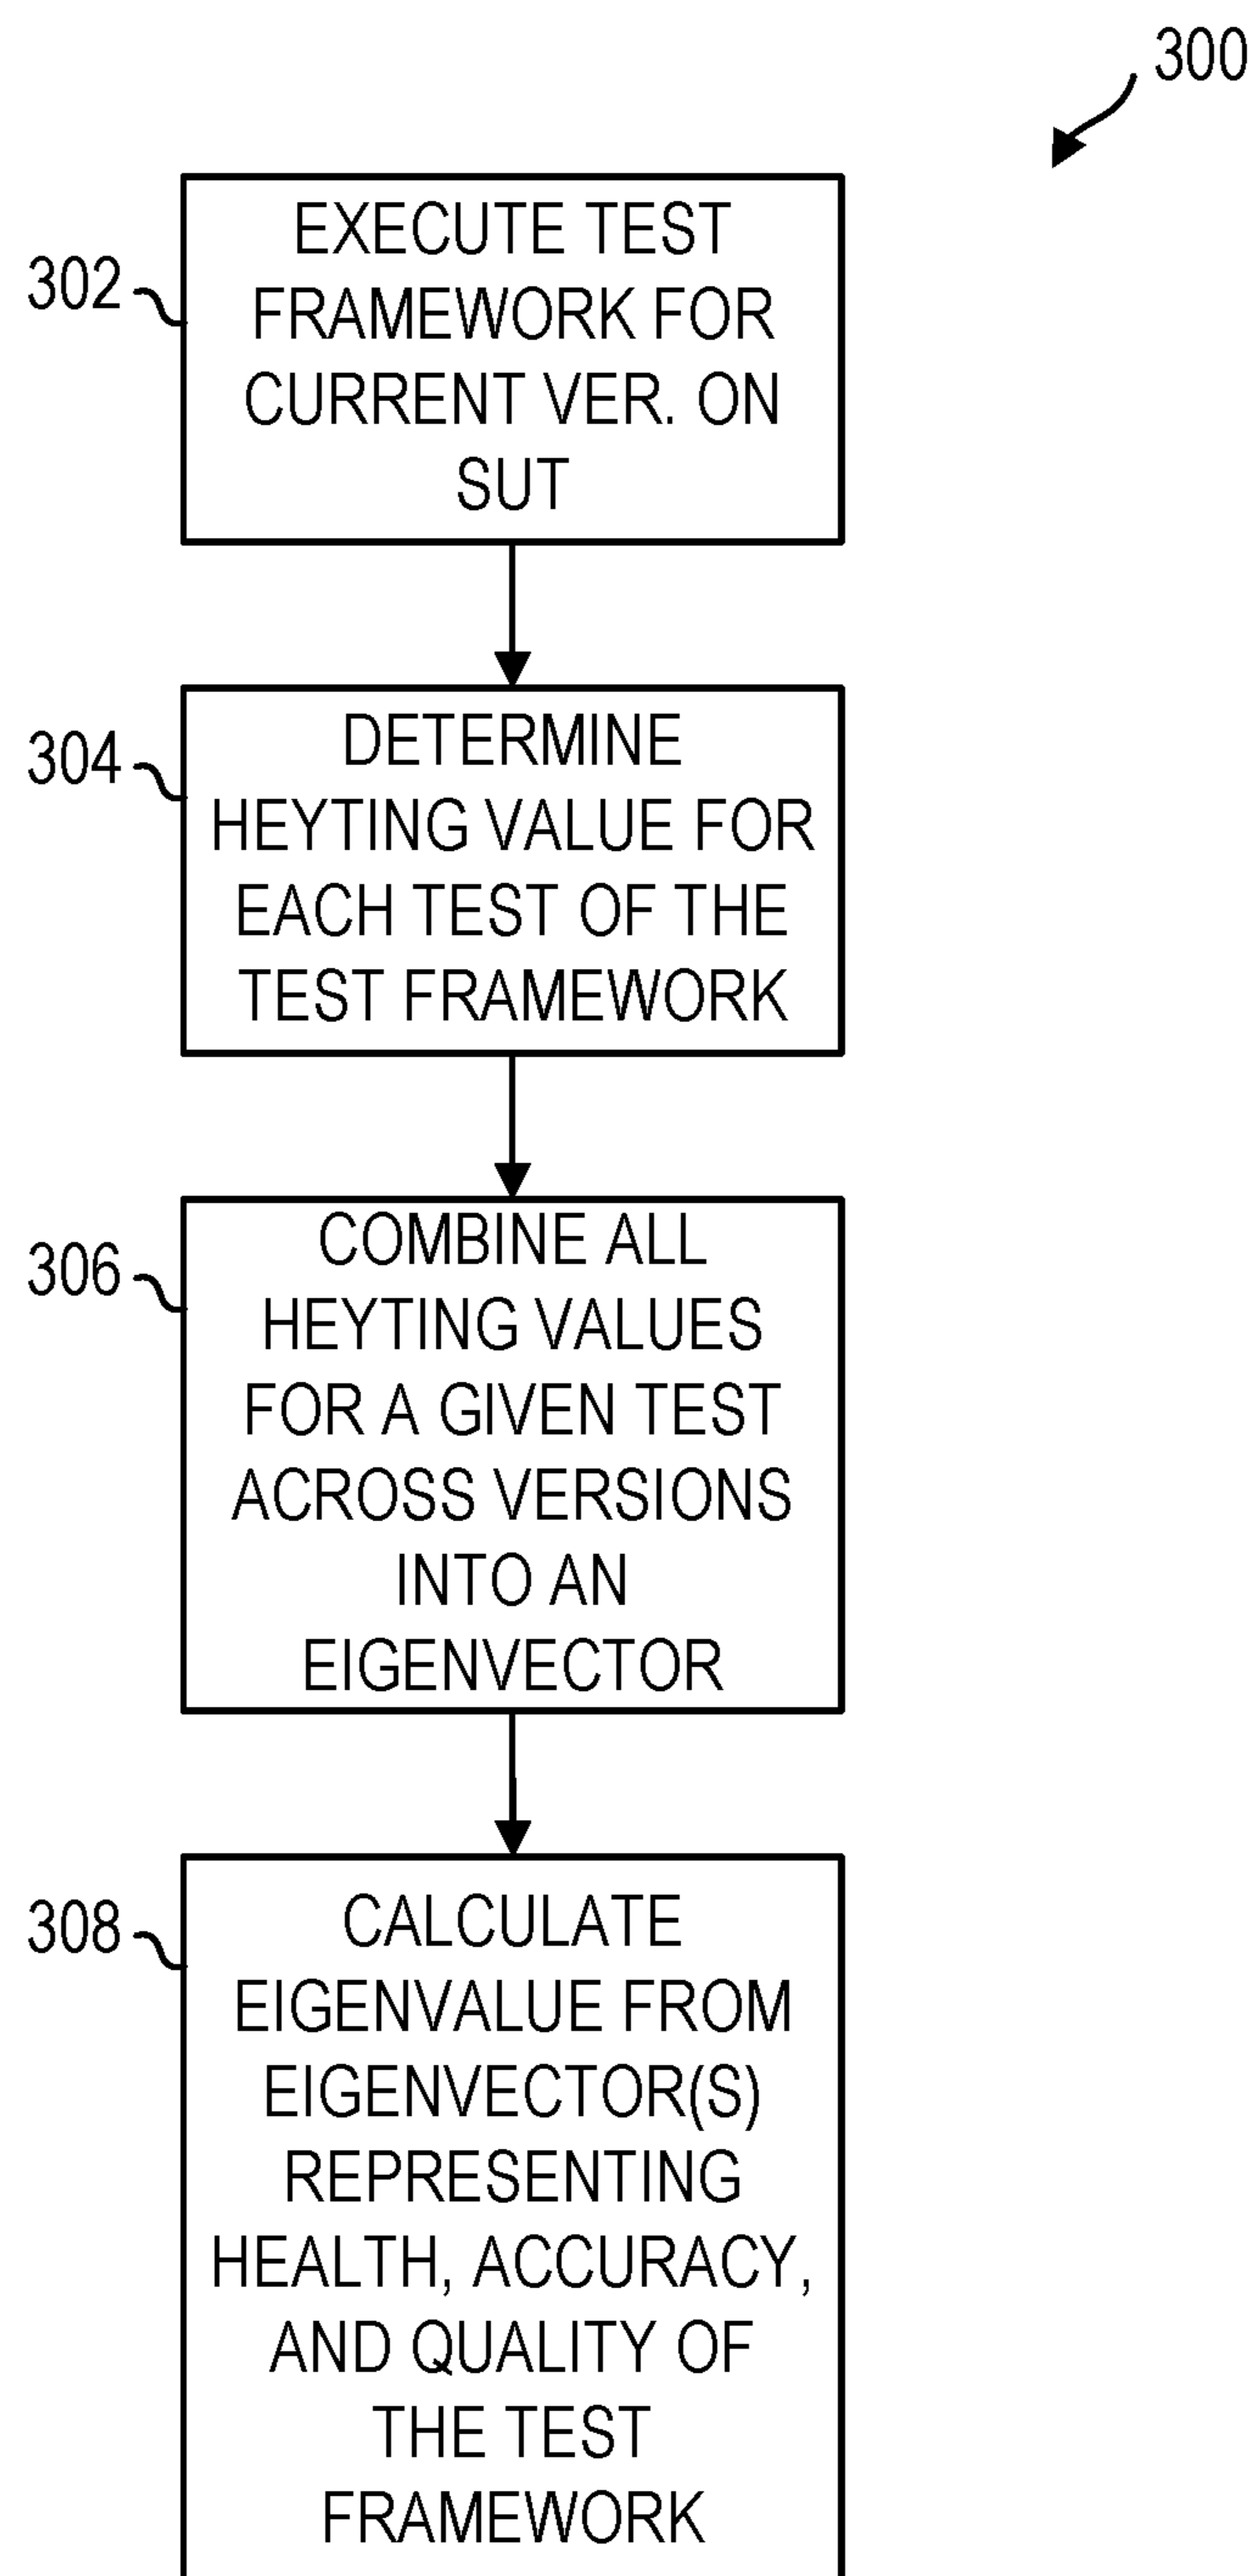 300
302
EXECUTE TEST
FRAMEWORK FOR
CURRENT VER. ON
SUT
304
DETERMINE
HEYTING VALUE FOR
EACH TEST OF THE
TEST FRAMEWORK
306
COMBINE ALL
HEYTING VALUES
FOR A GIVEN TEST
ACROSS VERSIONS
INTO AN
EIGENVECTOR
308
CALCULATE
EIGENVALUE FROM
EIGENVECTOR(S)
REPRESENTING
HEALTH, ACCURACY,
AND QUALITY OF
THE TEST
FRAMEWORK